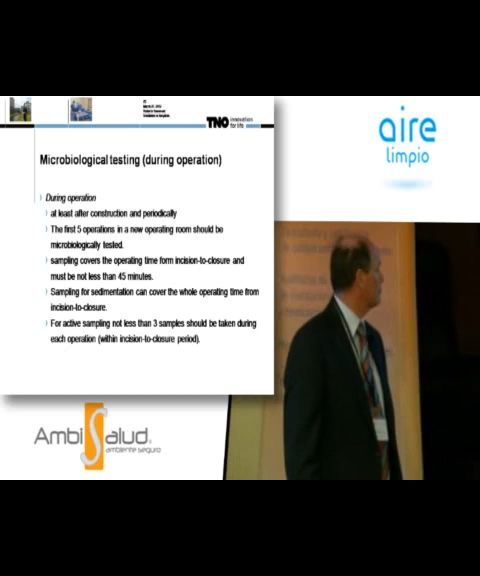 TNO innovation
for life
Microbiological testing (during operation)
During operation
at least after construction and periodically
The first 5 operations in a new operating room should be
microbiologically tested.
sampling covers the operating time form incision-to-closure and
must be not less than 45 minutes.
Sampling for sedimentation can cover the whole operating time from
incision-to-closure.
For active sampling not less than 3 samples should be taken during
each operation (within incision-to-closure period).
aire
limpio
AmbiSalud
ambiente seguro